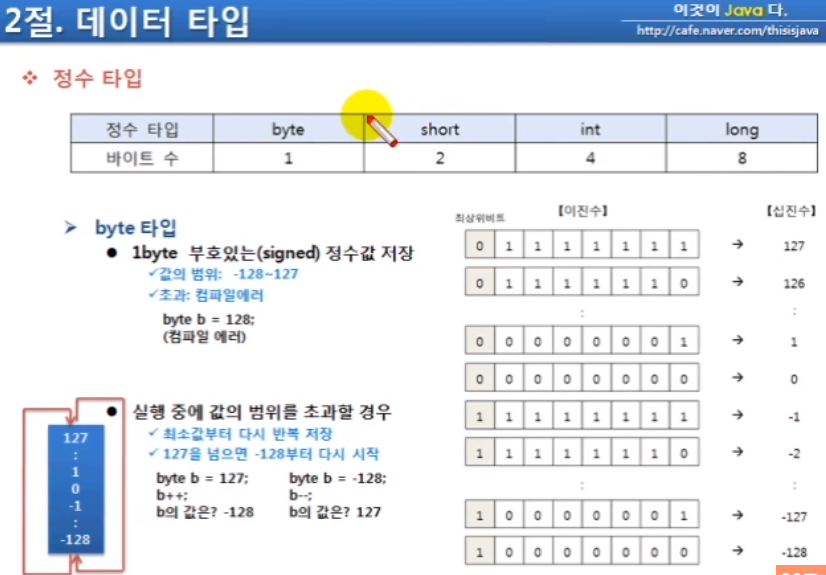 2절. 데이터 타입
이것이 Java 다.
http://cafe.naver.com/thisisjava
정수 타입
정수 타입 byte short int long
바이트 수 1 2 4 8
byte 타입
1byte 부호있는(signed) 정수값 저장
값의 범위: -128~127
초과: 컴파일에러
byte b = 128;
(컴파일 에러)
실행 중에 값의 범위를 초과할 경우
최소값부터 다시 반복 저장
127을 넘으면 -128부터 다시 시작
byte b = 127; byte b = -128;
b++; b--;
b의 값은? -128 b의 값은? 127
127
:
1
0
-1
:
-128
최상위비트 【이진수】 【십진수】
0 1 1 1 1 1 1 1 → 127
0 1 1 1 1 1 1 0 → 126
: :
0 0 0 0 0 0 0 1 → 1
0 0 0 0 0 0 0 0 → 0
1 1 1 1 1 1 1 1 → -1
1 1 1 1 1 1 1 0 → -2
: :
1 0 0 0 0 0 0 1 → -127
1 0 0 0 0 0 0 0 → -128